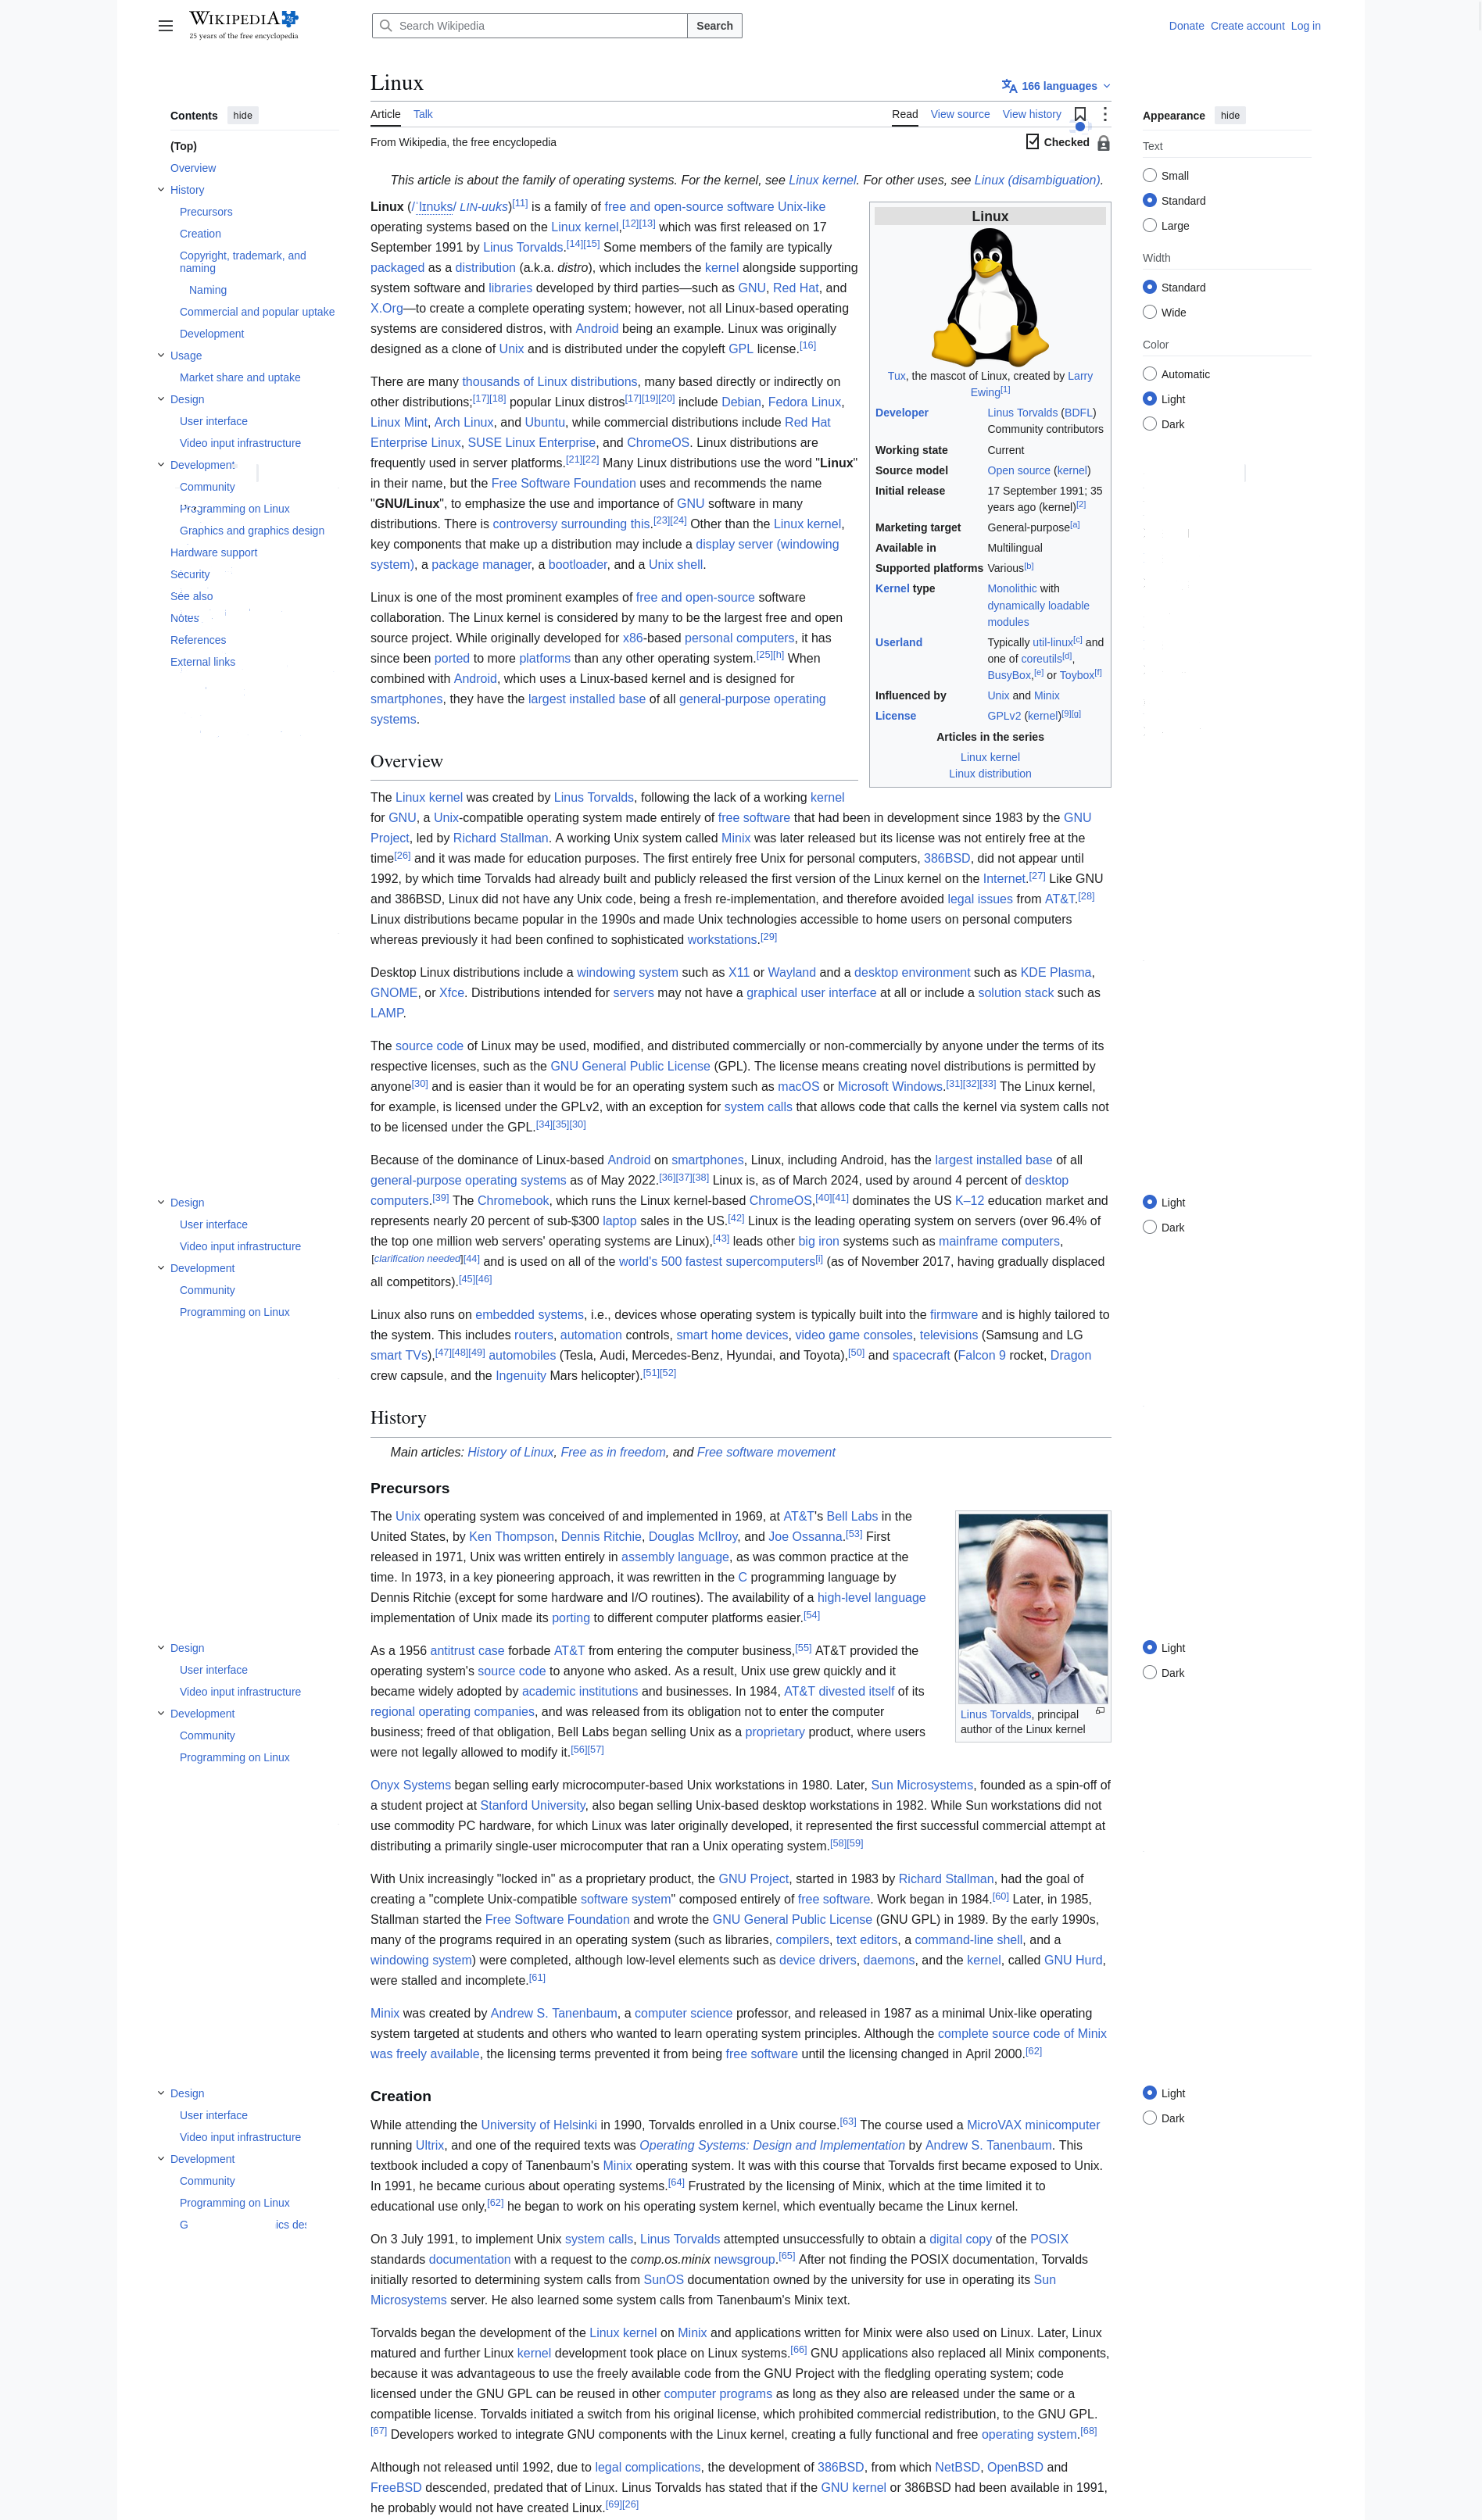 WIKIPEDIA 25
25 years of the free encyclopedia
Search Wikipedia
Search
Donate Create account Log in
Contents hide
(Top)
Overview
History
Precursors
Creation
Copyright, trademark, and
naming
Naming
Commercial and popular uptake
Development
Usage
Market share and uptake
Design
User interface
Video input infrastructure
Development
Community
Programming on Linux
Graphics and graphics design
Hardware support
Security
See also
Notes
References
External links
Linux
166 languages
Article Talk
Read View source View history
From Wikipedia, the free encyclopedia
Checked
This article is about the family of operating systems. For the kernel, see Linux kernel. For other uses, see Linux (disambiguation).
Linux (/ˈlɪnʊks/ LIN-uuks)[11] is a family of free and open-source software Unix-like
operating systems based on the Linux kernel,[12][13] which was first released on 17
September 1991 by Linus Torvalds.[14][15] Some members of the family are typically
packaged as a distribution (a.k.a. distro), which includes the kernel alongside supporting
system software and libraries developed by third parties—such as GNU, Red Hat, and
X.Org—to create a complete operating system; however, not all Linux-based operating
systems are considered distros, with Android being an example. Linux was originally
designed as a clone of Unix and is distributed under the copyleft GPL license.[16]
There are many thousands of Linux distributions, many based directly or indirectly on
other distributions;[17][18] popular Linux distros[17][19][20] include Debian, Fedora Linux,
Linux Mint, Arch Linux, and Ubuntu, while commercial distributions include Red Hat
Enterprise Linux, SUSE Linux Enterprise, and ChromeOS. Linux distributions are
frequently used in server platforms.[21][22] Many Linux distributions use the word "Linux"
in their name, but the Free Software Foundation uses and recommends the name
"GNU/Linux", to emphasize the use and importance of GNU software in many
distributions. There is controversy surrounding this.[23][24] Other than the Linux kernel,
key components that make up a distribution may include a display server (windowing
system), a package manager, a bootloader, and a Unix shell.
Linux is one of the most prominent examples of free and open-source software
collaboration. The Linux kernel is considered by many to be the largest free and open
source project. While originally developed for x86-based personal computers, it has
since been ported to more platforms than any other operating system.[25][h] When
combined with Android, which uses a Linux-based kernel and is designed for
smartphones, they have the largest installed base of all general-purpose operating
systems.
Linux
Tux, the mascot of Linux, created by Larry
Ewing[1]
Developer Linus Torvalds (BDFL)
Community contributors
Working state Current
Source model Open source (kernel)
Initial release 17 September 1991; 35
years ago (kernel)[2]
Marketing target General-purpose[a]
Available in Multilingual
Supported platforms Various[b]
Kernel type Monolithic with
dynamically loadable
modules
Userland Typically util-linux[c] and
one of coreutils[d],
BusyBox,[e] or Toybox[f]
Influenced by Unix and Minix
License GPLv2 (kernel)[9][g]
Articles in the series
Linux kernel
Linux distribution
Appearance hide
Text
Small
Standard
Large
Width
Standard
Wide
Color
Automatic
Light
Dark
Overview
The Linux kernel was created by Linus Torvalds, following the lack of a working kernel
for GNU, a Unix-compatible operating system made entirely of free software that had been in development since 1983 by the GNU
Project, led by Richard Stallman. A working Unix system called Minix was later released but its license was not entirely free at the
time[26] and it was made for education purposes. The first entirely free Unix for personal computers, 386BSD, did not appear until
1992, by which time Torvalds had already built and publicly released the first version of the Linux kernel on the Internet.[27] Like GNU
and 386BSD, Linux did not have any Unix code, being a fresh re-implementation, and therefore avoided legal issues from AT&T.[28]
Linux distributions became popular in the 1990s and made Unix technologies accessible to home users on personal computers
whereas previously it had been confined to sophisticated workstations.[29]
Desktop Linux distributions include a windowing system such as X11 or Wayland and a desktop environment such as KDE Plasma,
GNOME, or Xfce. Distributions intended for servers may not have a graphical user interface at all or include a solution stack such as
LAMP.
The source code of Linux may be used, modified, and distributed commercially or non-commercially by anyone under the terms of its
respective licenses, such as the GNU General Public License (GPL). The license means creating novel distributions is permitted by
anyone[30] and is easier than it would be for an operating system such as macOS or Microsoft Windows.[31][32][33] The Linux kernel,
for example, is licensed under the GPLv2, with an exception for system calls that allows code that calls the kernel via system calls not
to be licensed under the GPL.[34][35][30]
Because of the dominance of Linux-based Android on smartphones, Linux, including Android, has the largest installed base of all
general-purpose operating systems as of May 2022.[36][37][38] Linux is, as of March 2024, used by around 4 percent of desktop
computers.[39] The Chromebook, which runs the Linux kernel-based ChromeOS,[40][41] dominates the US K–12 education market and
represents nearly 20 percent of sub-$300 laptop sales in the US.[42] Linux is the leading operating system on servers (over 96.4% of
the top one million web servers' operating systems are Linux),[43] leads other big iron systems such as mainframe computers,
[clarification needed][44] and is used on all of the world's 500 fastest supercomputers[i] (as of November 2017, having gradually displaced
all competitors).[45][46]
Linux also runs on embedded systems, i.e., devices whose operating system is typically built into the firmware and is highly tailored to
the system. This includes routers, automation controls, smart home devices, video game consoles, televisions (Samsung and LG
smart TVs),[47][48][49] automobiles (Tesla, Audi, Mercedes-Benz, Hyundai, and Toyota),[50] and spacecraft (Falcon 9 rocket, Dragon
crew capsule, and the Ingenuity Mars helicopter).[51][52]
Design
User interface
Video input infrastructure
Development
Community
Programming on Linux
Light
Dark
History
Main articles: History of Linux, Free as in freedom, and Free software movement
Precursors
The Unix operating system was conceived of and implemented in 1969, at AT&T's Bell Labs in the
United States, by Ken Thompson, Dennis Ritchie, Douglas McIlroy, and Joe Ossanna.[53] First
released in 1971, Unix was written entirely in assembly language, as was common practice at the
time. In 1973, in a key pioneering approach, it was rewritten in the C programming language by
Dennis Ritchie (except for some hardware and I/O routines). The availability of a high-level language
implementation of Unix made its porting to different computer platforms easier.[54]
As a 1956 antitrust case forbade AT&T from entering the computer business,[55] AT&T provided the
operating system's source code to anyone who asked. As a result, Unix use grew quickly and it
became widely adopted by academic institutions and businesses. In 1984, AT&T divested itself of its
regional operating companies, and was released from its obligation not to enter the computer
business; freed of that obligation, Bell Labs began selling Unix as a proprietary product, where users
were not legally allowed to modify it.[56][57]
Linus Torvalds, principal
author of the Linux kernel
Design
User interface
Video input infrastructure
Development
Community
Programming on Linux
Light
Dark
Onyx Systems began selling early microcomputer-based Unix workstations in 1980. Later, Sun Microsystems, founded as a spin-off of
a student project at Stanford University, also began selling Unix-based desktop workstations in 1982. While Sun workstations did not
use commodity PC hardware, for which Linux was later originally developed, it represented the first successful commercial attempt at
distributing a primarily single-user microcomputer that ran a Unix operating system.[58][59]
With Unix increasingly "locked in" as a proprietary product, the GNU Project, started in 1983 by Richard Stallman, had the goal of
creating a "complete Unix-compatible software system" composed entirely of free software. Work began in 1984.[60] Later, in 1985,
Stallman started the Free Software Foundation and wrote the GNU General Public License (GNU GPL) in 1989. By the early 1990s,
many of the programs required in an operating system (such as libraries, compilers, text editors, a command-line shell, and a
windowing system) were completed, although low-level elements such as device drivers, daemons, and the kernel, called GNU Hurd,
were stalled and incomplete.[61]
Minix was created by Andrew S. Tanenbaum, a computer science professor, and released in 1987 as a minimal Unix-like operating
system targeted at students and others who wanted to learn operating system principles. Although the complete source code of Minix
was freely available, the licensing terms prevented it from being free software until the licensing changed in April 2000.[62]
Design
User interface
Video input infrastructure
Development
Community
Programming on Linux
G ics des
Light
Dark
Creation
While attending the University of Helsinki in 1990, Torvalds enrolled in a Unix course.[63] The course used a MicroVAX minicomputer
running Ultrix, and one of the required texts was Operating Systems: Design and Implementation by Andrew S. Tanenbaum. This
textbook included a copy of Tanenbaum's Minix operating system. It was with this course that Torvalds first became exposed to Unix.
In 1991, he became curious about operating systems.[64] Frustrated by the licensing of Minix, which at the time limited it to
educational use only,[62] he began to work on his operating system kernel, which eventually became the Linux kernel.
On 3 July 1991, to implement Unix system calls, Linus Torvalds attempted unsuccessfully to obtain a digital copy of the POSIX
standards documentation with a request to the comp.os.minix newsgroup.[65] After not finding the POSIX documentation, Torvalds
initially resorted to determining system calls from SunOS documentation owned by the university for use in operating its Sun
Microsystems server. He also learned some system calls from Tanenbaum's Minix text.
Torvalds began the development of the Linux kernel on Minix and applications written for Minix were also used on Linux. Later, Linux
matured and further Linux kernel development took place on Linux systems.[66] GNU applications also replaced all Minix components,
because it was advantageous to use the freely available code from the GNU Project with the fledgling operating system; code
licensed under the GNU GPL can be reused in other computer programs as long as they also are released under the same or a
compatible license. Torvalds initiated a switch from his original license, which prohibited commercial redistribution, to the GNU GPL.
[67] Developers worked to integrate GNU components with the Linux kernel, creating a fully functional and free operating system.[68]
Although not released until 1992, due to legal complications, the development of 386BSD, from which NetBSD, OpenBSD and
FreeBSD descended, predated that of Linux. Linus Torvalds has stated that if the GNU kernel or 386BSD had been available in 1991,
he probably would not have created Linux.[69][26]